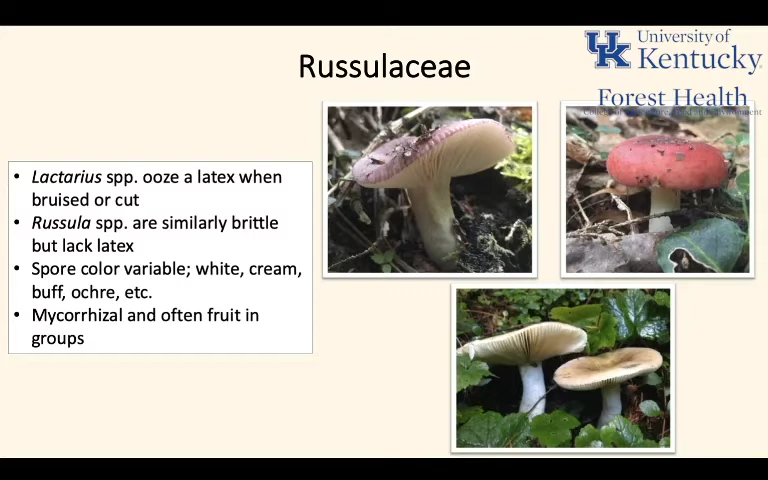 Russulaceae
University of
Kentucky
Forest Health
• Lactarius spp. ooze a latex when
bruised or cut
• Russula spp. are similarly brittle
but lack latex
• Spore color variable; white, cream,
buff, ochre, etc.
• Mycorrhizal and often fruit in
groups